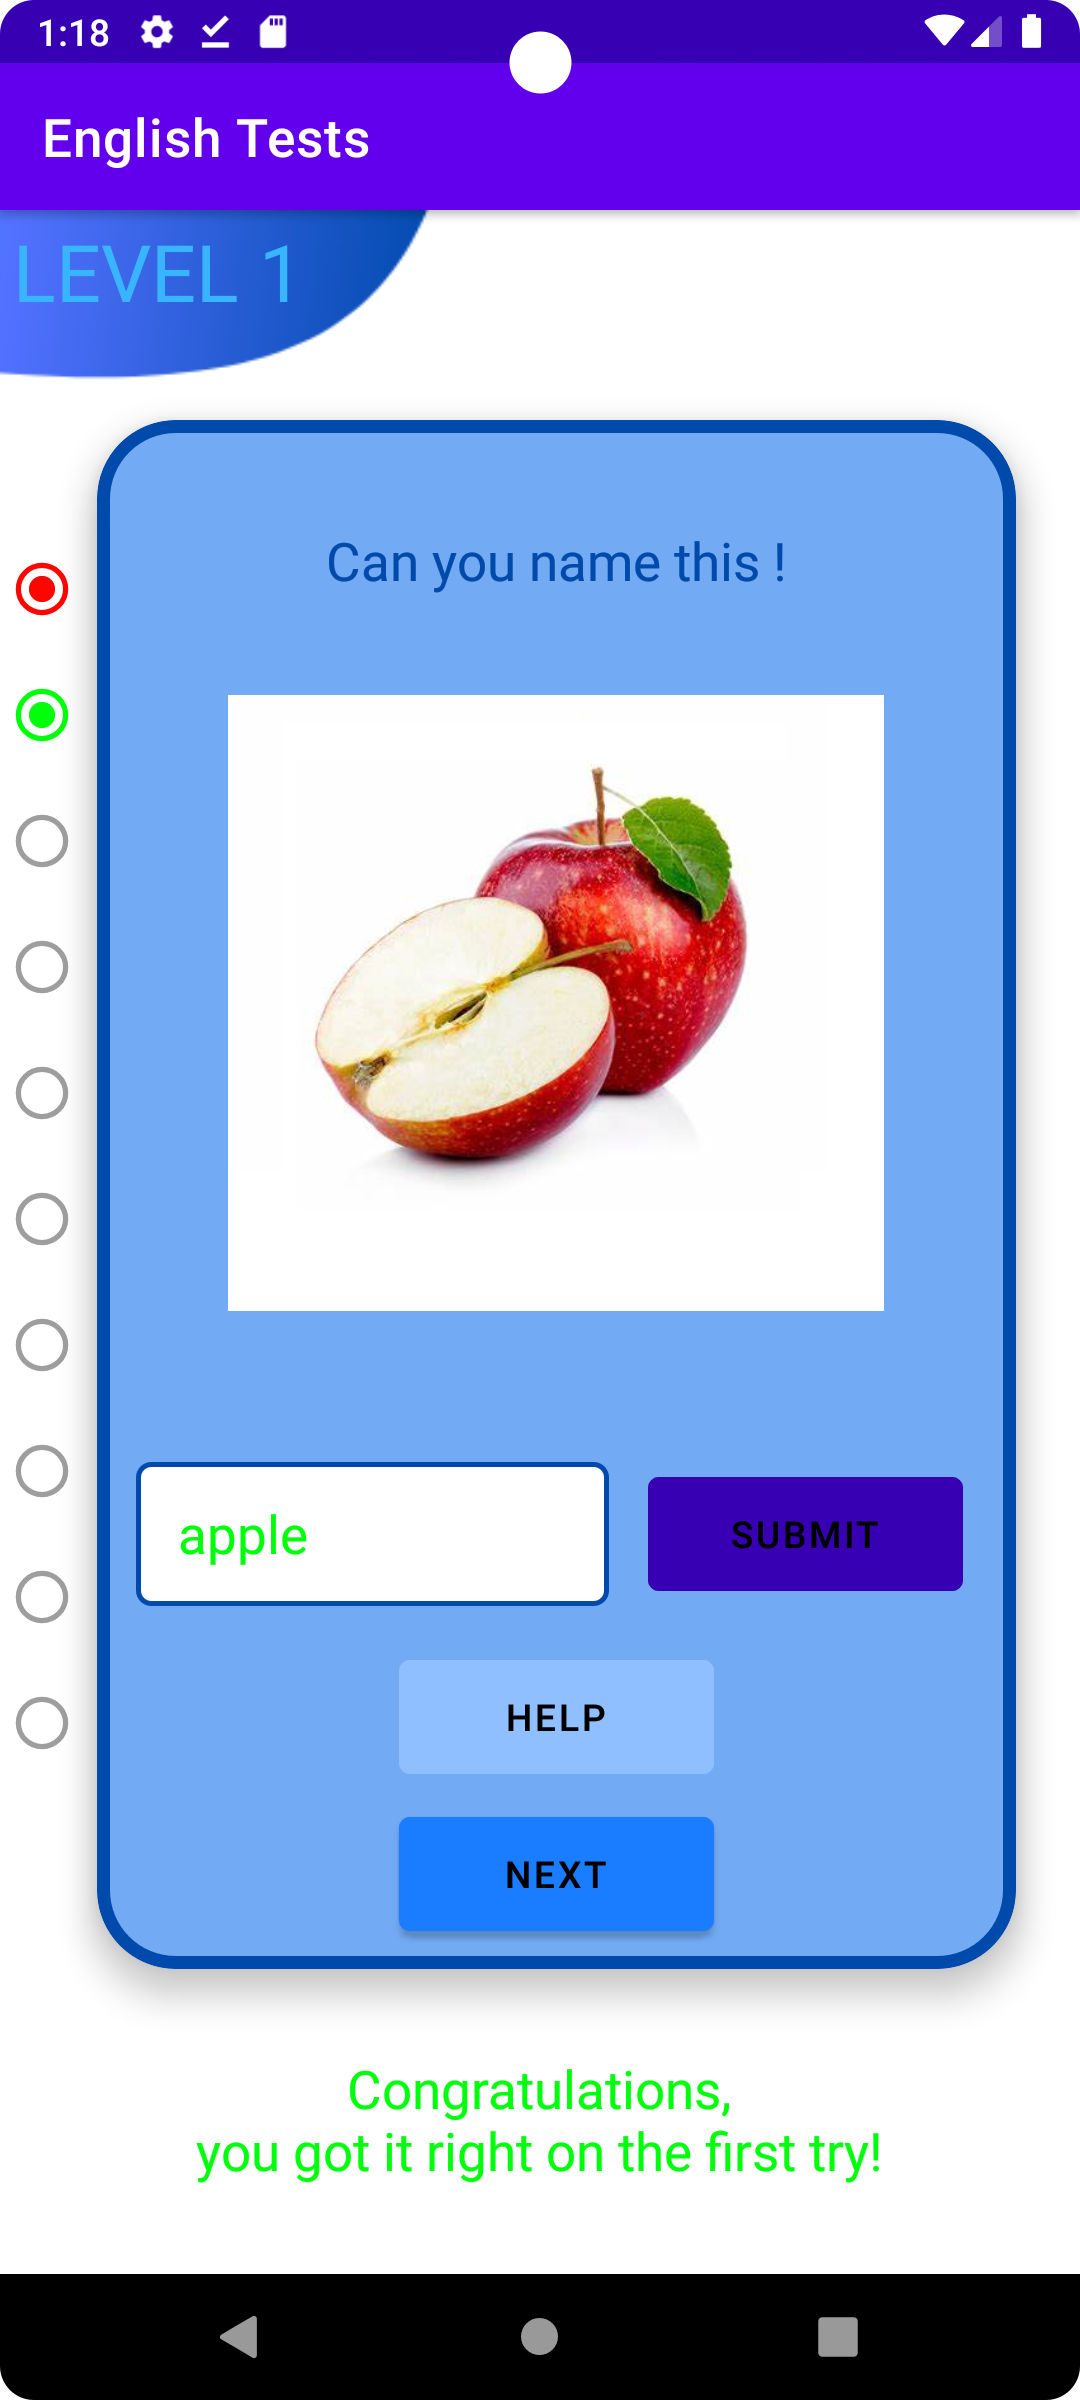 1:18
English Tests
LEVEL 1
Can you name this !
apple
SUBMIT
HELP
NEXT
Congratulations,
you got it right on the first try!